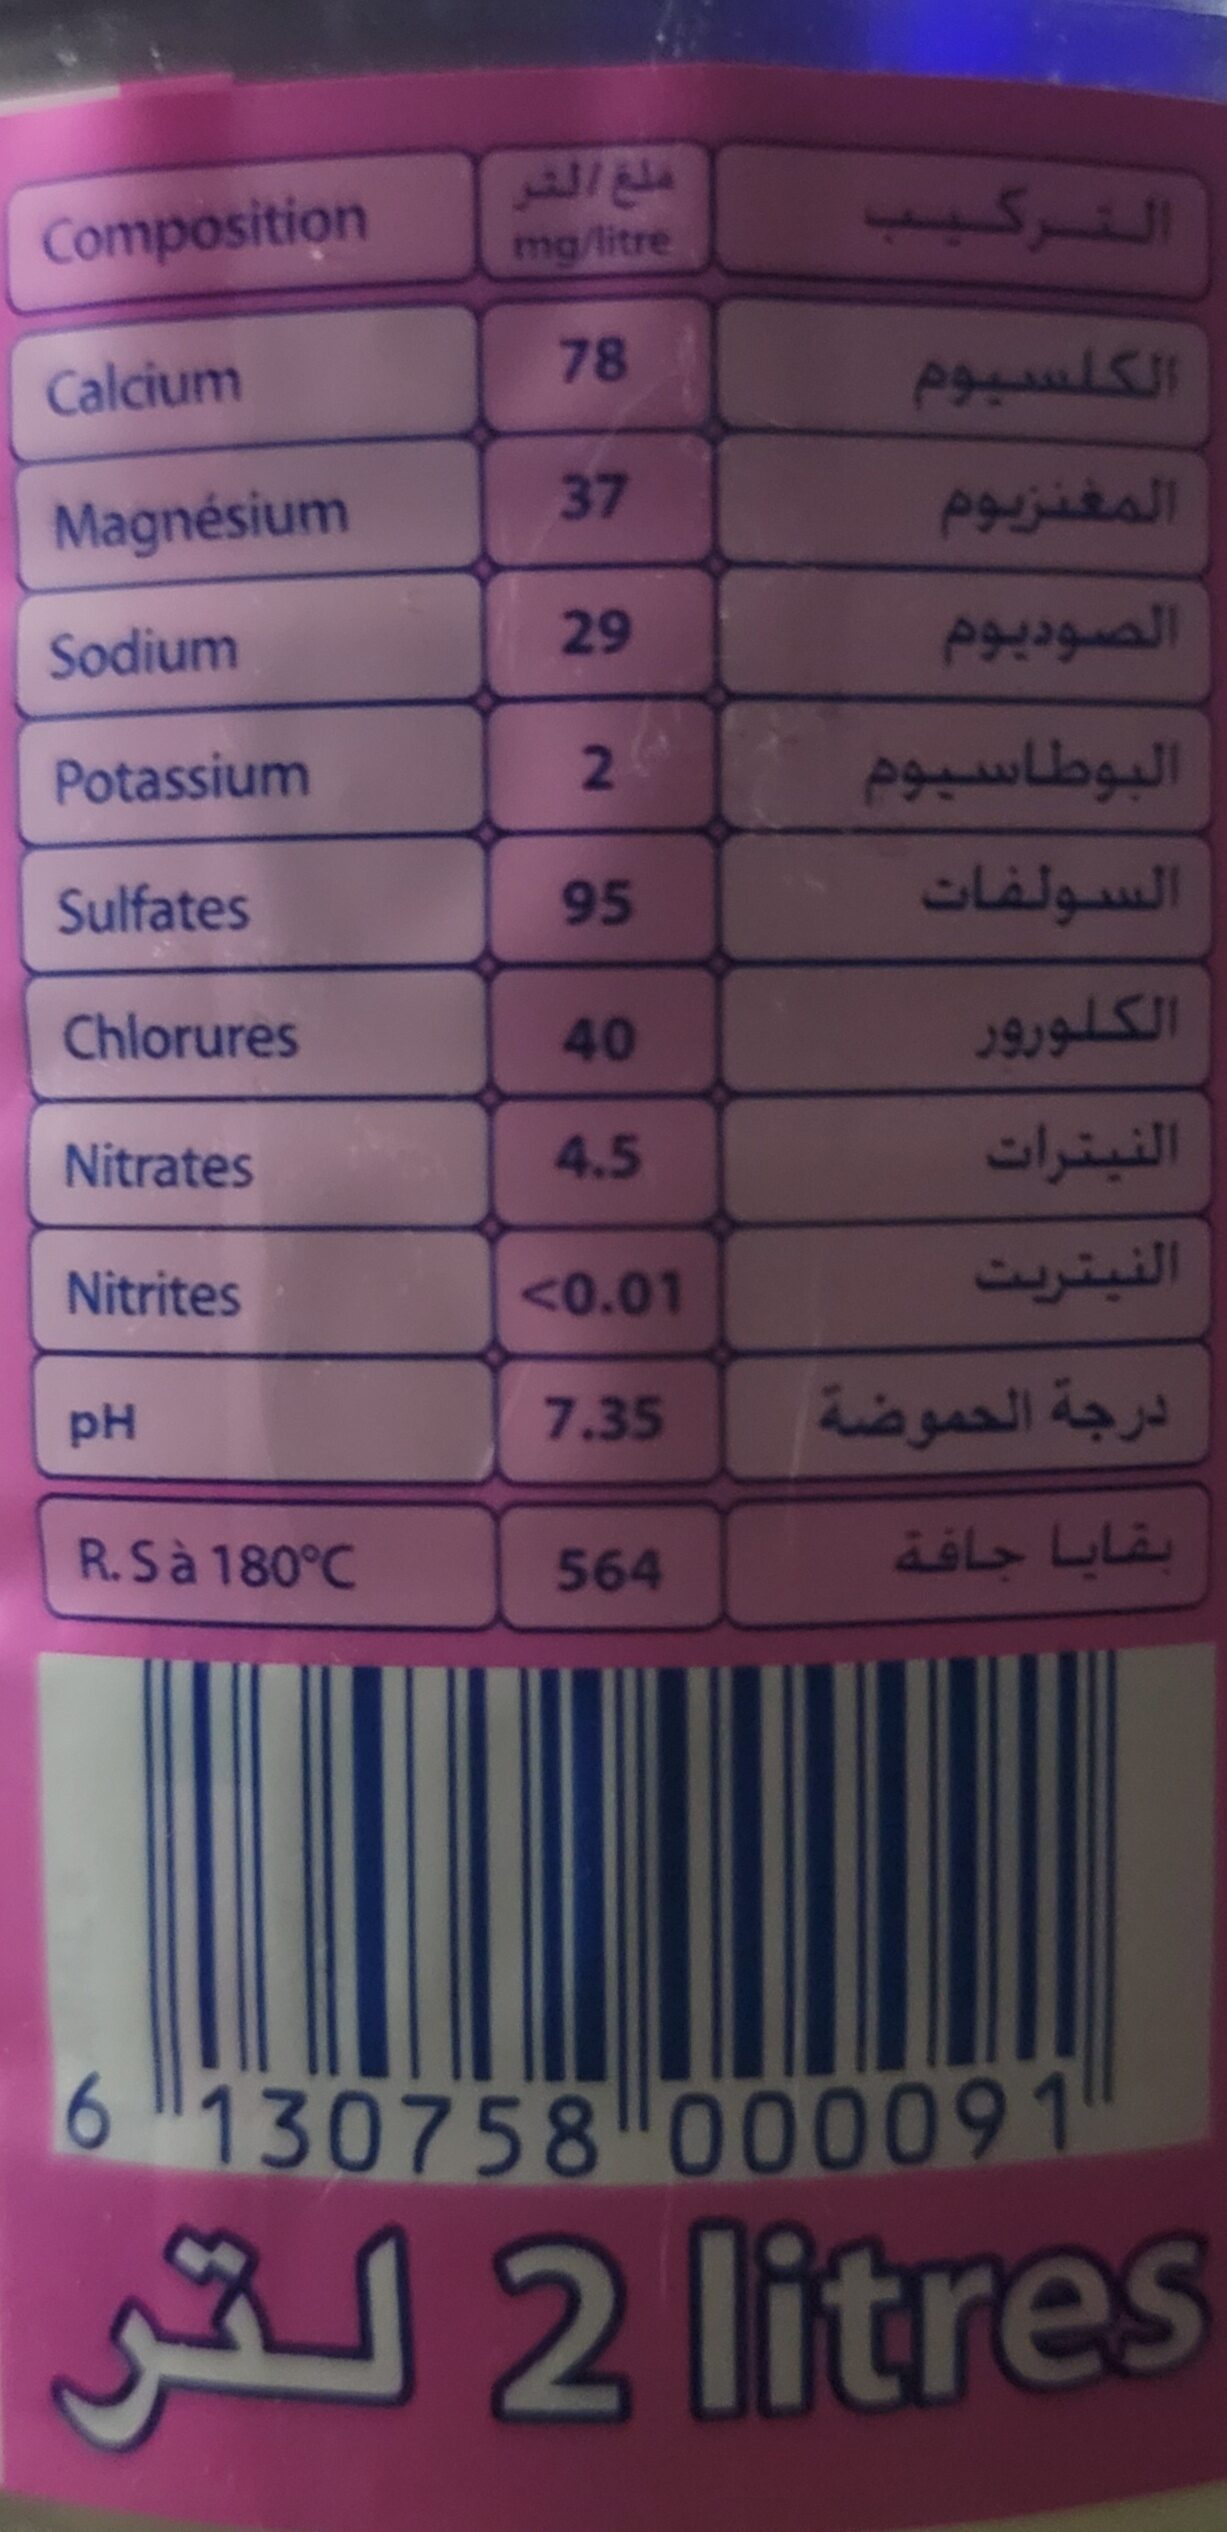 Composition ملغ/لتر التركيب
mg/litre
Calcium 78 الكلسيوم
Magnésium 37 المغنزيوم
Sodium 29 الصوديوم
Potassium 2 البوطاسيوم
Sulfates 95 السولفات
Chlorures 40 الكلورور
Nitrates 4.5 النيترات
Nitrites <0.01 النيتريت
pH 7.35 درجة الحموضة
R. S à 180°C 564 بقايا جافة
6 130758 000091
لتر 2 litres